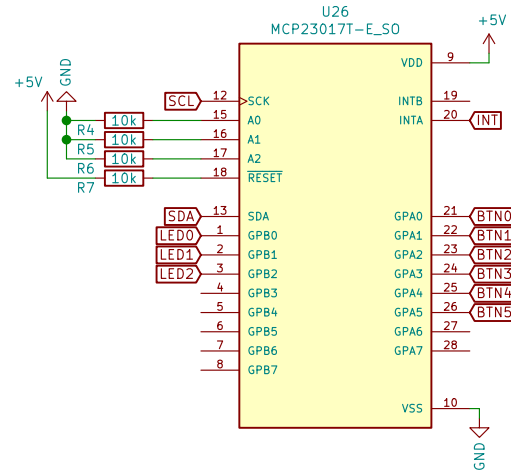 U26
MCP23017T-E_SO
+5V
VDD 9
+5V
GND
SCL 12 SCK
INTB 19
10k 15 A0
INTA 20 INT
R4
10k 16 A1
R5
10k 17 A2
R6
10k 18 RESET
R7
SDA 13 SDA
GPA0 21 BTN0
LED0 1 GPB0
GPA1 22 BTN1
LED1 2 GPB1
GPA2 23 BTN2
LED2 3 GPB2
GPA3 24 BTN3
4 GPB3
GPA4 25 BTN4
5 GPB4
GPA5 26 BTN5
6 GPB5
GPA6 27
7 GPB6
GPA7 28
8 GPB7
VSS 10
GND